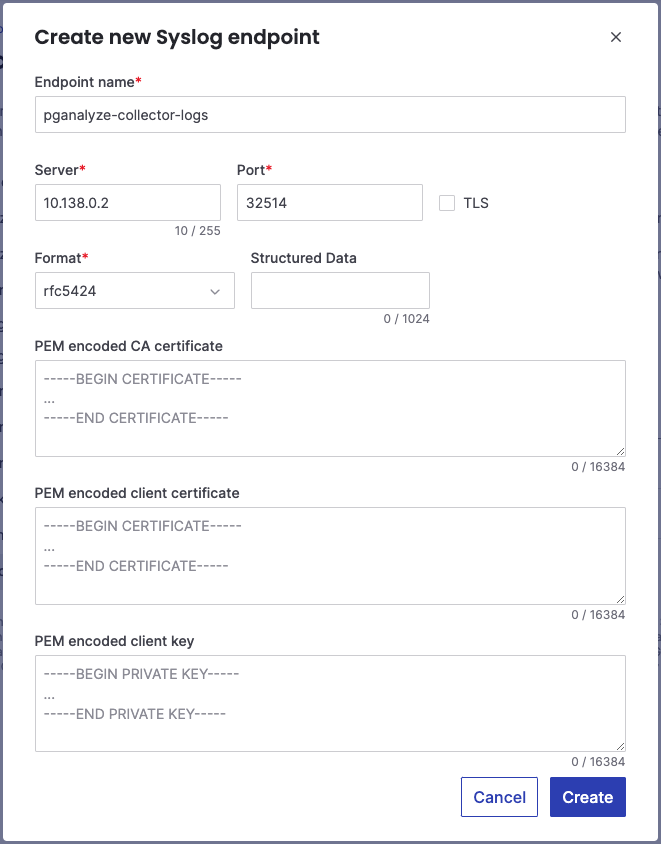 Create new Syslog endpoint
Endpoint name*
pganalyze-collector-logs
Server* Port*
10.138.0.2 32514 TLS
10 / 255
Format* Structured Data
rfc5424
0 / 1024
PEM encoded CA certificate
-----BEGIN CERTIFICATE-----
...
-----END CERTIFICATE-----
0 / 16384
PEM encoded client certificate
-----BEGIN CERTIFICATE-----
...
-----END CERTIFICATE-----
0 / 16384
PEM encoded client key
-----BEGIN PRIVATE KEY-----
...
-----END PRIVATE KEY-----
0 / 16384
Cancel Create